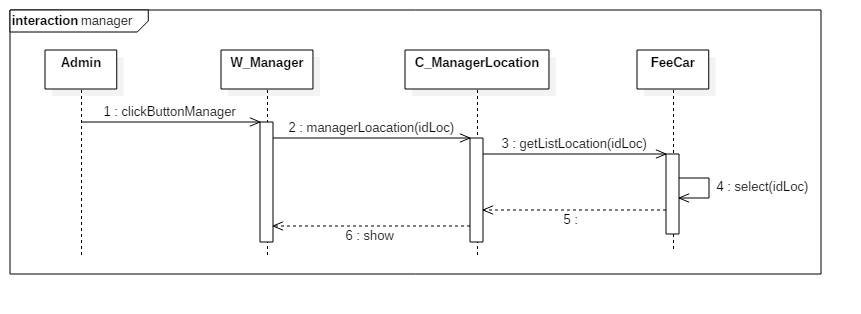 interaction manager
Admin
W_Manager
C_ManagerLocation
FeeCar
1 : clickButtonManager
2 : managerLoacation(idLoc)
3 : getListLocation(idLoc)
4 : select(idLoc)
5 :
6 : show